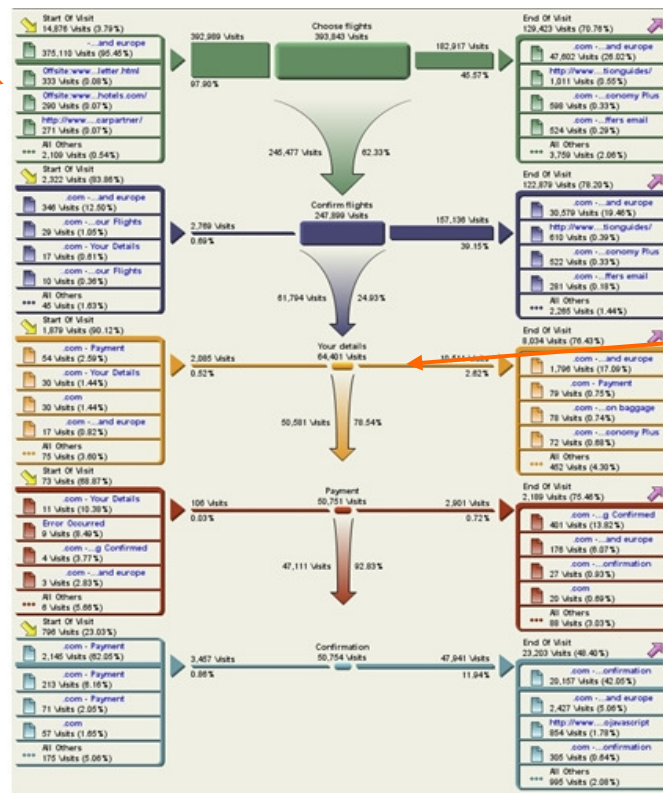 Start Of Visit
14,876 Visits (3.79%)
-...and europe
375,110 Visits (95.45%)
Offsite:www...letter.html
333 Visits (0.08%)
Offsite:www...hotels.com/
290 Visits (0.07%)
http://www...carpartner/
271 Visits (0.07%)
All Others
2,109 Visits (0.54%)
392,989 Visits
97.90%
Choose flights
393,843 Visits
182,917 Visits
45.57%
End Of Visit
129,423 Visits (70.76%)
.com -...and europe
47,602 Visits (26.02%)
http://www...tionguides/
1,011 Visits (0.55%)
.com -...conomy Plus
598 Visits (0.33%)
.com -...ffers email
524 Visits (0.29%)
All Others
3,759 Visits (2.06%)
245,477 Visits
62.33%
Start Of Visit
2,322 Visits (83.86%)
.com -...and europe
346 Visits (12.50%)
.com -...our Flights
29 Visits (1.05%)
.com - Your Details
17 Visits (0.61%)
.com -...our Flights
10 Visits (0.36%)
All Others
45 Visits (1.63%)
2,769 Visits
0.69%
Confirm flights
247,899 Visits
157,136 Visits
39.15%
End Of Visit
122,879 Visits (78.20%)
.com -...and europe
30,579 Visits (19.46%)
http://www...tionguides/
610 Visits (0.39%)
.com -...conomy Plus
522 Visits (0.33%)
.com -...ffers email
281 Visits (0.18%)
All Others
2,265 Visits (1.44%)
61,794 Visits
24.93%
Start Of Visit
1,879 Visits (90.12%)
.com - Payment
54 Visits (2.59%)
.com - Your Details
30 Visits (1.44%)
.com
30 Visits (1.44%)
.com -...and europe
17 Visits (0.82%)
All Others
75 Visits (3.60%)
2,085 Visits
0.52%
Your details
64,401 Visits
Visits
2.62%
End Of Visit
8,034 Visits (76.43%)
.com -...and europe
1,796 Visits (17.09%)
.com - Payment
79 Visits (0.75%)
.com -...on baggage
78 Visits (0.74%)
.com -...conomy Plus
72 Visits (0.68%)
All Others
452 Visits (4.30%)
50,581 Visits
78.54%
Start Of Visit
73 Visits (68.87%)
.com - Your Details
11 Visits (10.38%)
Error Occurred
9 Visits (8.49%)
.com -...g Confirmed
4 Visits (3.77%)
.com -...and europe
3 Visits (2.83%)
All Others
6 Visits (5.66%)
106 Visits
0.03%
Payment
50,751 Visits
2,901 Visits
0.72%
End Of Visit
2,189 Visits (75.46%)
.com -...g Confirmed
401 Visits (13.82%)
.com -...and europe
176 Visits (6.07%)
.com -...onfirmation
27 Visits (0.93%)
.com
20 Visits (0.69%)
All Others
88 Visits (3.03%)
47,111 Visits
92.83%
Start Of Visit
796 Visits (23.03%)
.com - Payment
2,145 Visits (62.05%)
.com - Payment
213 Visits (6.16%)
.com - Payment
71 Visits (2.05%)
.com
57 Visits (1.65%)
All Others
175 Visits (5.06%)
3,457 Visits
0.86%
Confirmation
50,754 Visits
47,941 Visits
11.94%
End Of Visit
23,203 Visits (48.40%)
.com -...onfirmation
20,157 Visits (42.05%)
.com -...and europe
2,427 Visits (5.06%)
http://www...ojavascript
854 Visits (1.78%)
.com -...onfirmation
305 Visits (0.64%)
All Others
995 Visits (2.08%)